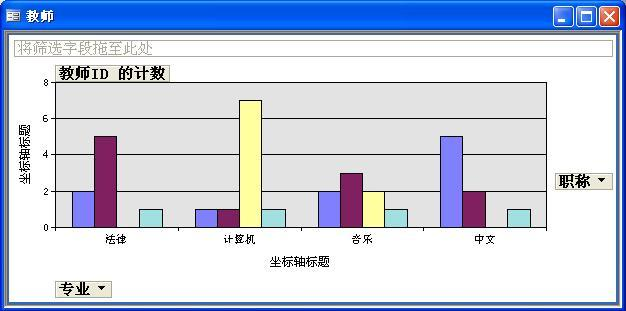 教师
将筛选字段拖至此处
教师ID 的计数
8
6
4
2
0
坐标轴标题
法律 计算机 音乐 中文
坐标轴标题
职称
专业